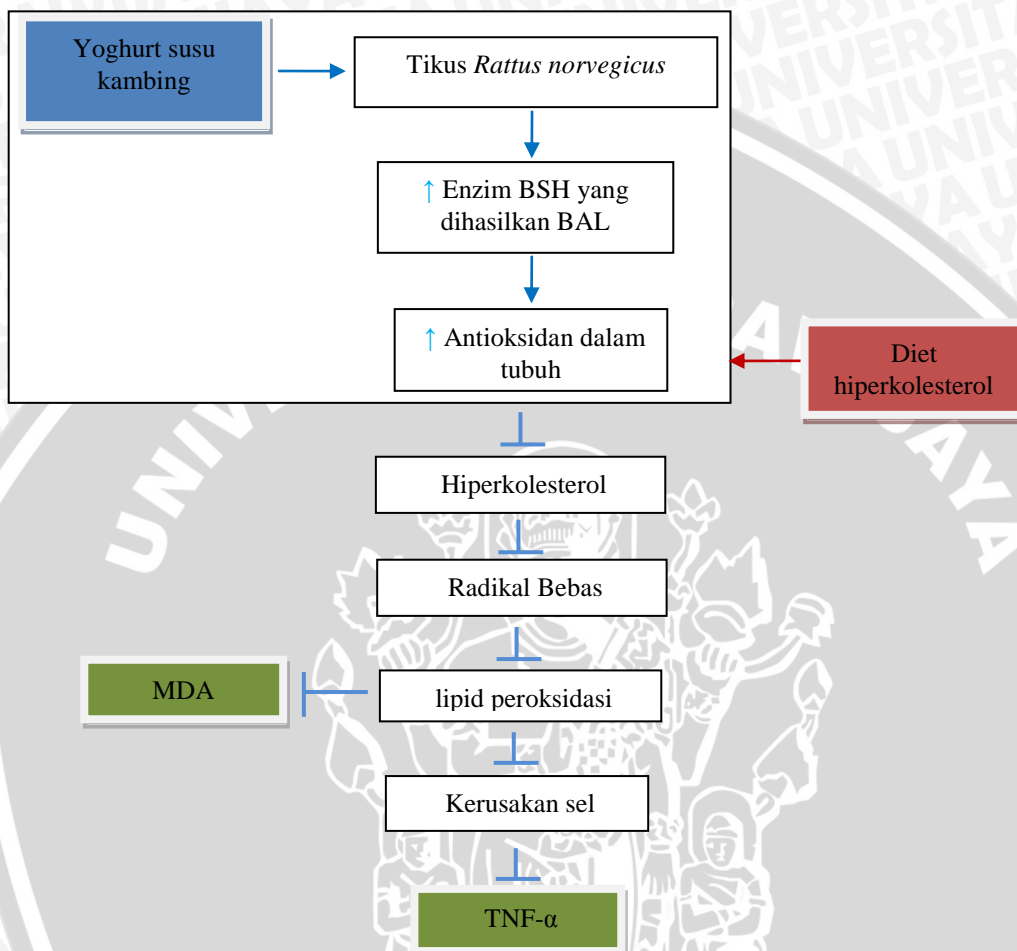 Yoghurt susu
kambing
Tikus Rattus norvegicus
↑ Enzim BSH yang
dihasilkan BAL
↑ Antioksidan dalam
tubuh
Diet
hiperkolesterol
Hiperkolesterol
Radikal Bebas
MDA
lipid peroksidasi
Kerusakan sel
TNF-α